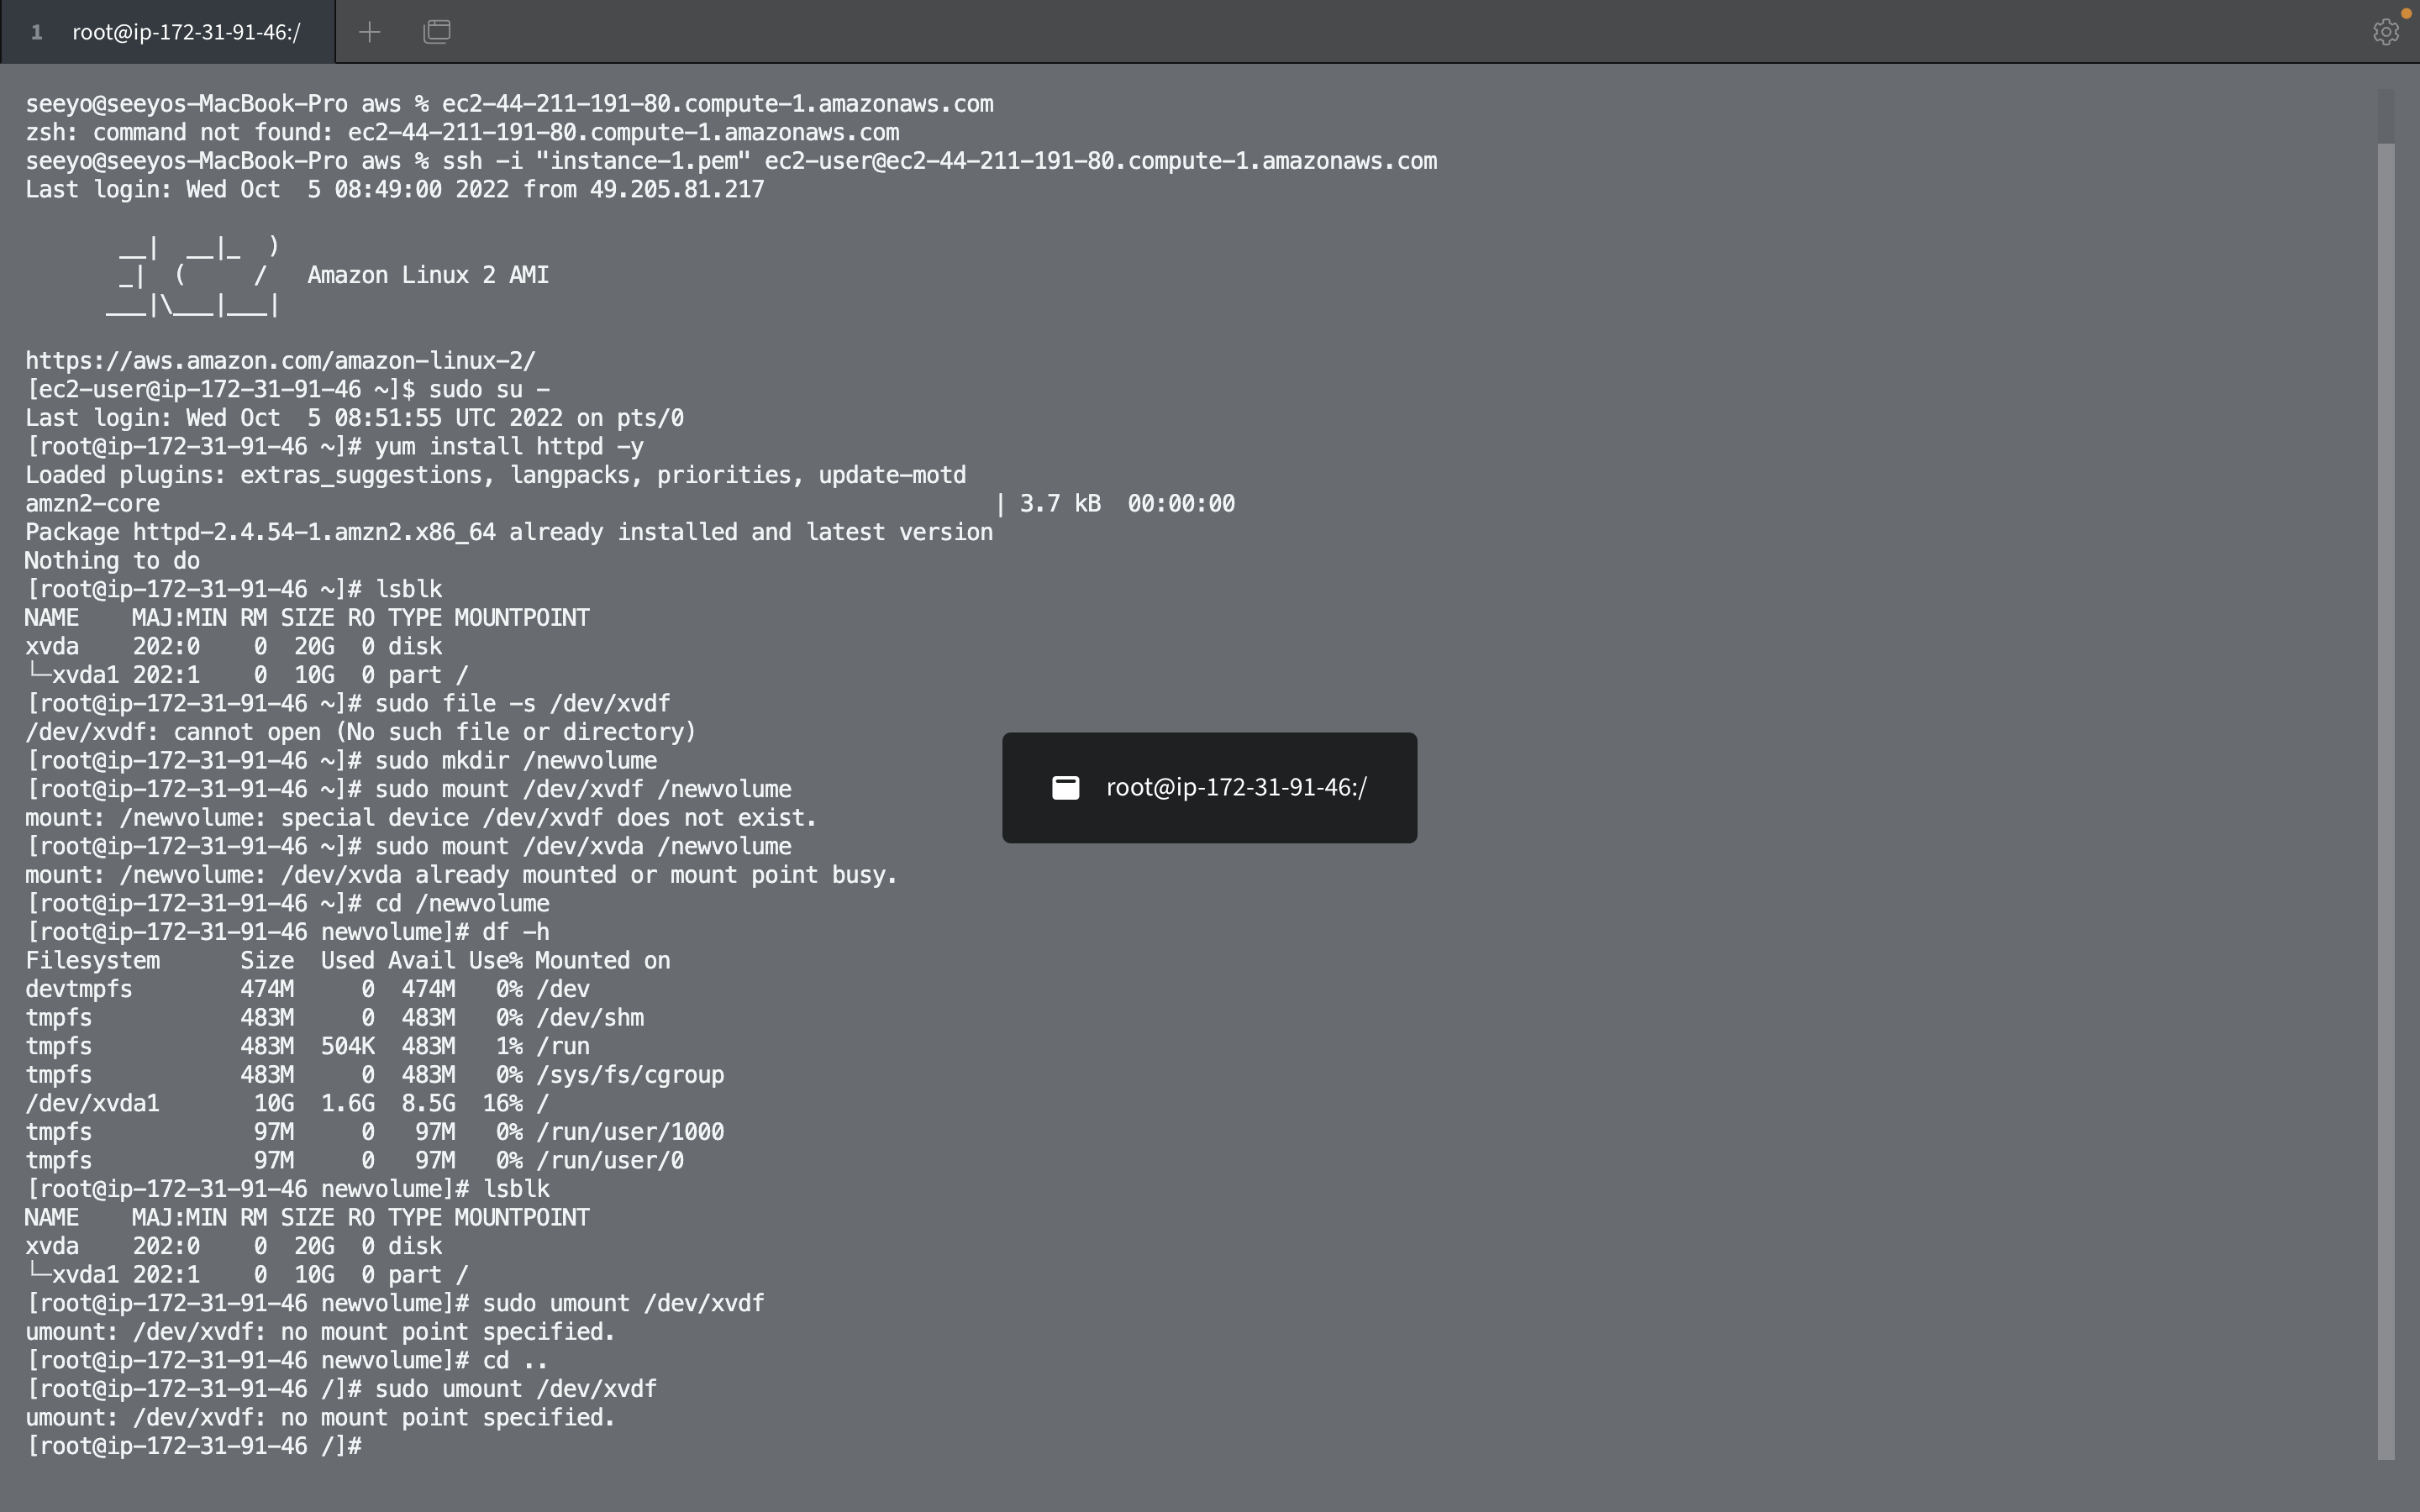 1 root@ip-172-31-91-46:/
seeyo@seeyos-MacBook-Pro aws % ec2-44-211-191-80.compute-1.amazonaws.com
zsh: command not found: ec2-44-211-191-80.compute-1.amazonaws.com
seeyo@seeyos-MacBook-Pro aws % ssh -i "instance-1.pem" ec2-user@ec2-44-211-191-80.compute-1.amazonaws.com
Last login: Wed Oct  5 08:49:00 2022 from 49.205.81.217

       __|  __|_  )
       _|  (     /   Amazon Linux 2 AMI
      ___|\___|___|

https://aws.amazon.com/amazon-linux-2/
[ec2-user@ip-172-31-91-46 ~]$ sudo su -
Last login: Wed Oct  5 08:51:55 UTC 2022 on pts/0
[root@ip-172-31-91-46 ~]# yum install httpd -y
Loaded plugins: extras_suggestions, langpacks, priorities, update-motd
amzn2-core                                                              | 3.7 kB  00:00:00
Package httpd-2.4.54-1.amzn2.x86_64 already installed and latest version
Nothing to do
[root@ip-172-31-91-46 ~]# lsblk
NAME    MAJ:MIN RM SIZE RO TYPE MOUNTPOINT
xvda    202:0    0  20G  0 disk
└─xvda1 202:1    0  10G  0 part /
[root@ip-172-31-91-46 ~]# sudo file -s /dev/xvdf
/dev/xvdf: cannot open (No such file or directory)
[root@ip-172-31-91-46 ~]# sudo mkdir /newvolume
[root@ip-172-31-91-46 ~]# sudo mount /dev/xvdf /newvolume
root@ip-172-31-91-46:/
mount: /newvolume: special device /dev/xvdf does not exist.
[root@ip-172-31-91-46 ~]# sudo mount /dev/xvda /newvolume
mount: /newvolume: /dev/xvda already mounted or mount point busy.
[root@ip-172-31-91-46 ~]# cd /newvolume
[root@ip-172-31-91-46 newvolume]# df -h
Filesystem      Size  Used Avail Use% Mounted on
devtmpfs        474M     0  474M   0% /dev
tmpfs           483M     0  483M   0% /dev/shm
tmpfs           483M  504K  483M   1% /run
tmpfs           483M     0  483M   0% /sys/fs/cgroup
/dev/xvda1       10G  1.6G  8.5G  16% /
tmpfs            97M     0   97M   0% /run/user/1000
tmpfs            97M     0   97M   0% /run/user/0
[root@ip-172-31-91-46 newvolume]# lsblk
NAME    MAJ:MIN RM SIZE RO TYPE MOUNTPOINT
xvda    202:0    0  20G  0 disk
└─xvda1 202:1    0  10G  0 part /
[root@ip-172-31-91-46 newvolume]# sudo umount /dev/xvdf
umount: /dev/xvdf: no mount point specified.
[root@ip-172-31-91-46 newvolume]# cd ..
[root@ip-172-31-91-46 /]# sudo umount /dev/xvdf
umount: /dev/xvdf: no mount point specified.
[root@ip-172-31-91-46 /]#